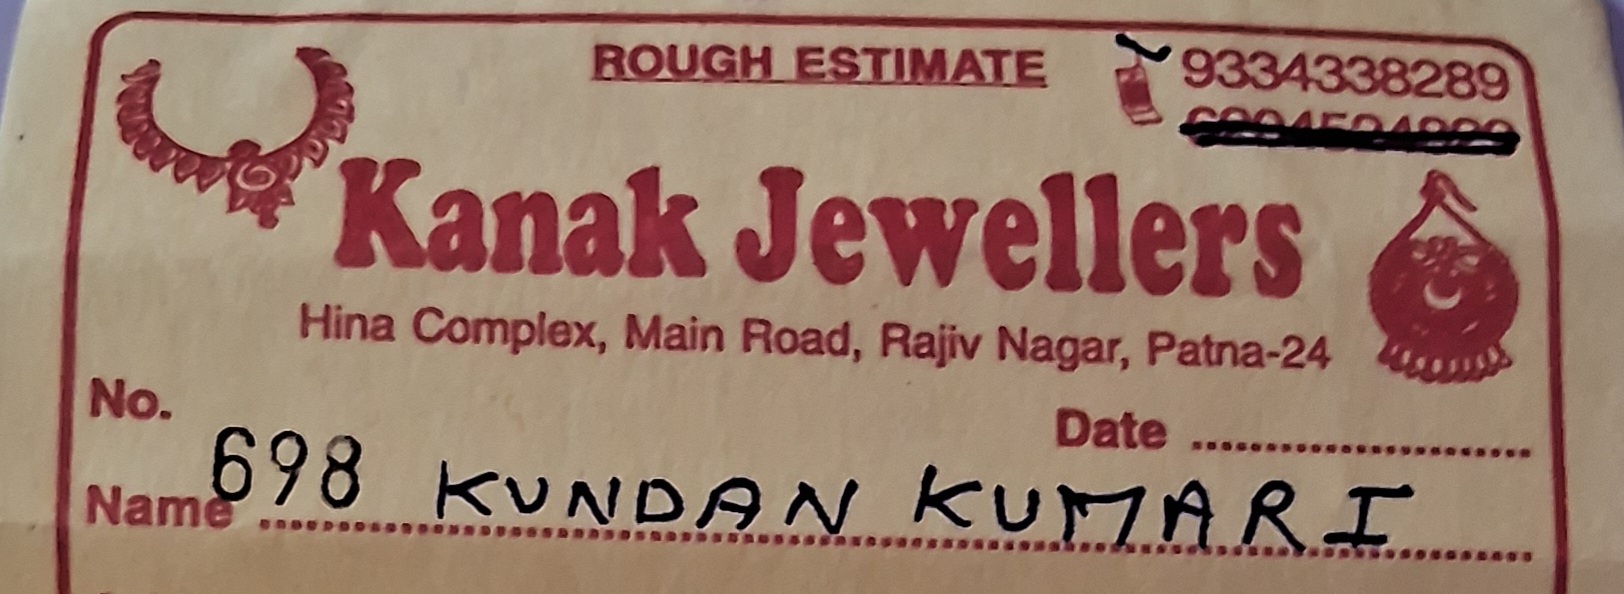 ROUGH ESTIMATE
9334338289
Kanak Jewellers
Hina Complex, Main Road, Rajiv Nagar, Patna-24
No. 698
Date ........................
Name KUNDAN KUMARI